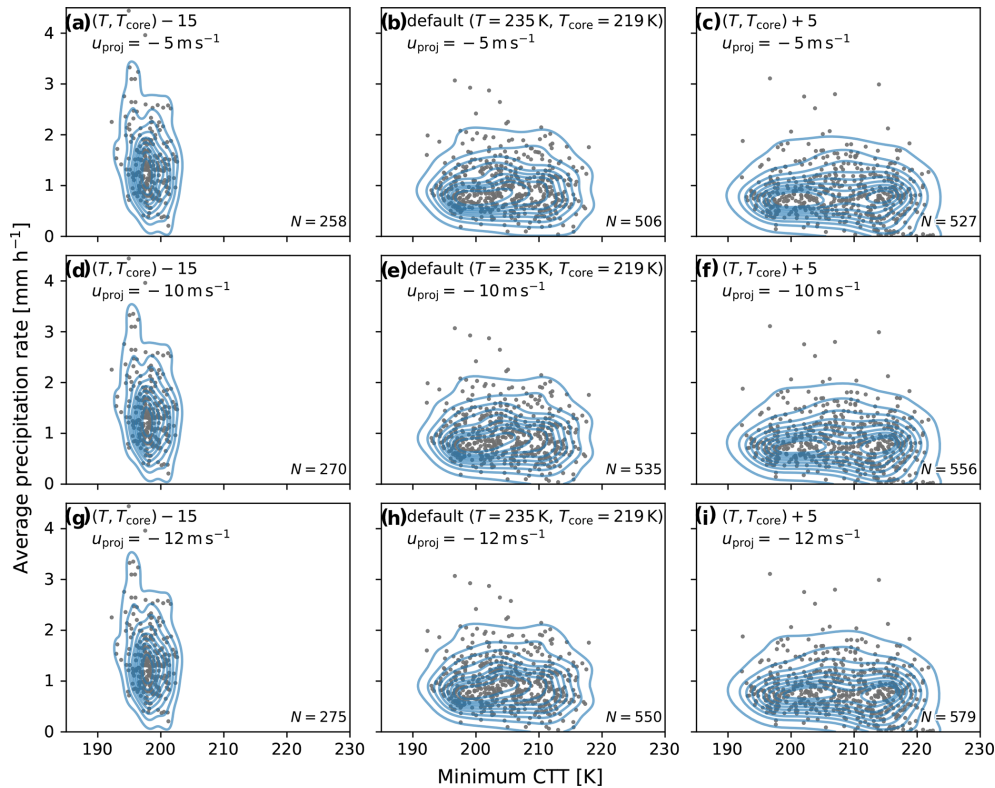 (a) (T, T_core) − 15
u_proj = − 5 m s⁻¹
N = 258
(b) default (T = 235 K, T_core = 219 K)
u_proj = − 5 m s⁻¹
N = 506
(c) (T, T_core) + 5
u_proj = − 5 m s⁻¹
N = 527
4
3
2
1
0
(d) (T, T_core) − 15
u_proj = − 10 m s⁻¹
N = 270
(e) default (T = 235 K, T_core = 219 K)
u_proj = − 10 m s⁻¹
N = 535
(f) (T, T_core) + 5
u_proj = − 10 m s⁻¹
N = 556
4
3
2
1
0
Average precipitation rate [mm h⁻¹]
(g) (T, T_core) − 15
u_proj = − 12 m s⁻¹
N = 275
(h) default (T = 235 K, T_core = 219 K)
u_proj = − 12 m s⁻¹
N = 550
(i) (T, T_core) + 5
u_proj = − 12 m s⁻¹
N = 579
4
3
2
1
0
190 200 210 220 230
190 200 210 220 230
190 200 210 220 230
Minimum CTT [K]